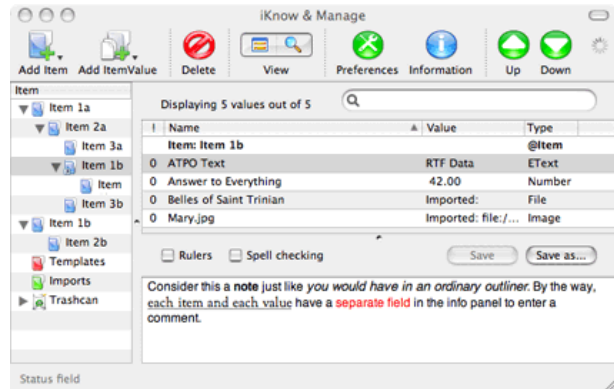 iKnow & Manage
Add Item Add ItemValue Delete View Preferences Information Up Down
Item
Item 1a
Item 2a
Item 3a
Item 1b
Item
Item 3b
Item 1b
Item 2b
Templates
Imports
Trashcan
Displaying 5 values out of 5
! Name Value Type
Item: Item 1b @Item
0 ATPO Text RTF Data EText
0 Answer to Everything 42.00 Number
0 Belles of Saint Trinian Imported: File
0 Mary.jpg Imported: file:/... Image
Rulers Spell checking Save Save as...
Consider this a note just like you would have in an ordinary outliner. By the way,
each item and each value have a separate field in the info panel to enter a
comment.
Status field